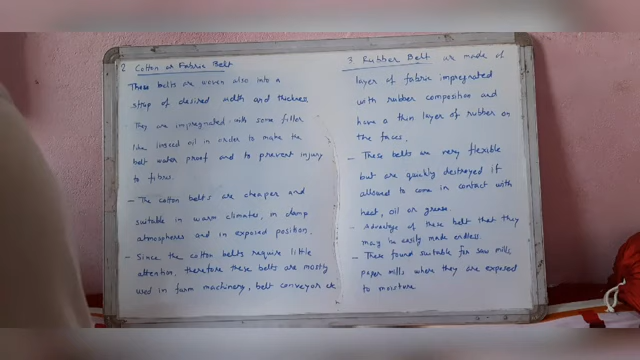 2 Cotton or Fabric Belt
These belts are woven also into a
strap of desired width and thickness
- They are impregnated with some filler
like linseed oil in order to make the
belt water proof and to prevent injury
to fibres.
- The cotton belts are cheaper and
suitable in warm climates, in damp
atmospheres and in exposed position.
- Since the cotton belts require little
attention, therefore these belts are mostly
used in farm machinery, belt conveyor etc
3 Rubber Belt are made of
layer of fabric impregnated
with rubber composition and
have a thin layer of rubber on
the faces.
- These belts are very flexible
but are quickly destroyed if
allowed to come in contact with
heat, oil or grease.
- Advantage of these belt that they
may be easily made endless.
- These found suitable for saw mills,
paper mills where they are exposed
to moisture